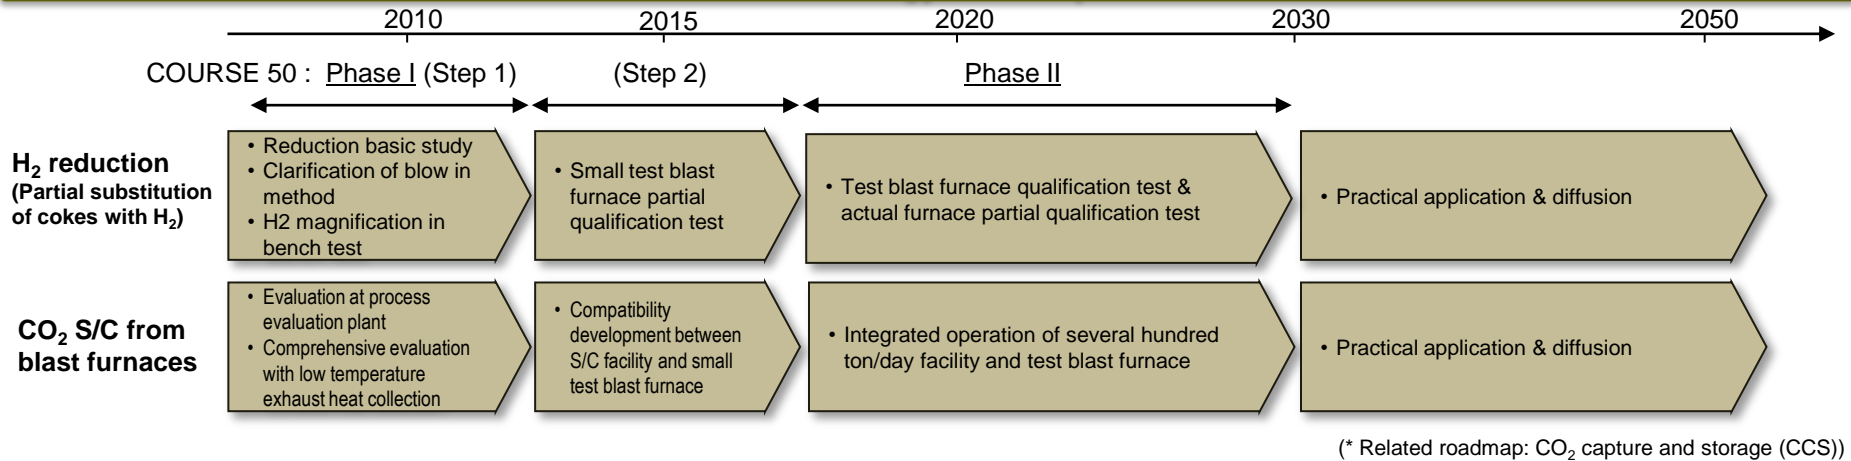 2010 2015 2020 2030 2050
COURSE 50 : Phase I (Step 1) (Step 2) Phase II
H2 reduction
(Partial substitution
of cokes with H2)
• Reduction basic study
• Clarification of blow in
method
• H2 magnification in
bench test
• Small test blast
furnace partial
qualification test
• Test blast furnace qualification test &
actual furnace partial qualification test
• Practical application & diffusion
CO2 S/C from
blast furnaces
• Evaluation at process
evaluation plant
• Comprehensive evaluation
with low temperature
exhaust heat collection
• Compatibility
development between
S/C facility and small
test blast furnace
• Integrated operation of several hundred
ton/day facility and test blast furnace
• Practical application & diffusion
(* Related roadmap: CO2 capture and storage (CCS))